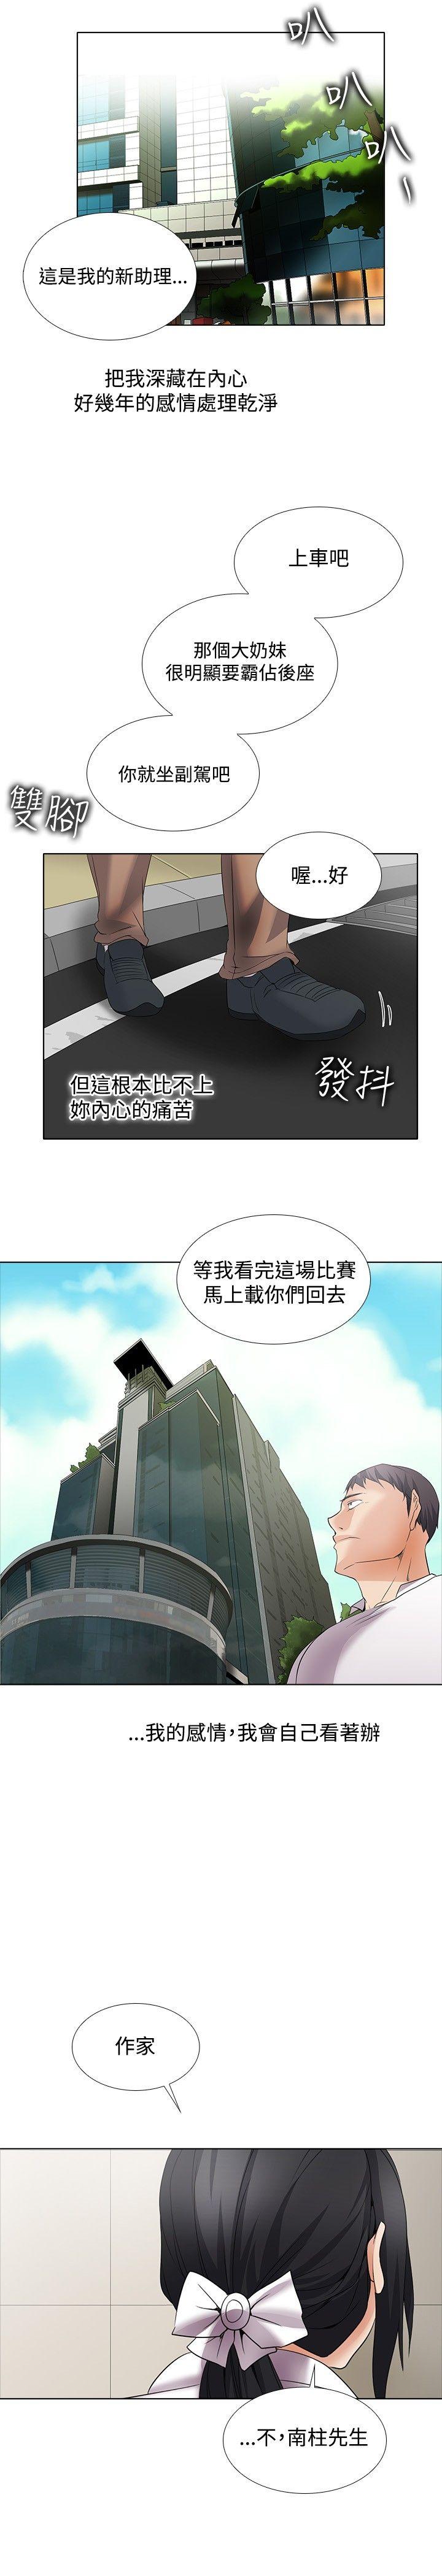 叭
叭
叭
這是我的新助理...
把我深藏在內心
好幾年的感情處理乾淨
上車吧
那個大奶妹
很明顯要霸佔後座
你就坐副駕吧
雙腳
喔...好
但這根本比不上
妳內心的痛苦
發抖
等我看完這場比賽
馬上載你們回去
...我的感情，我會自己看著辦
作家
...不，南柱先生